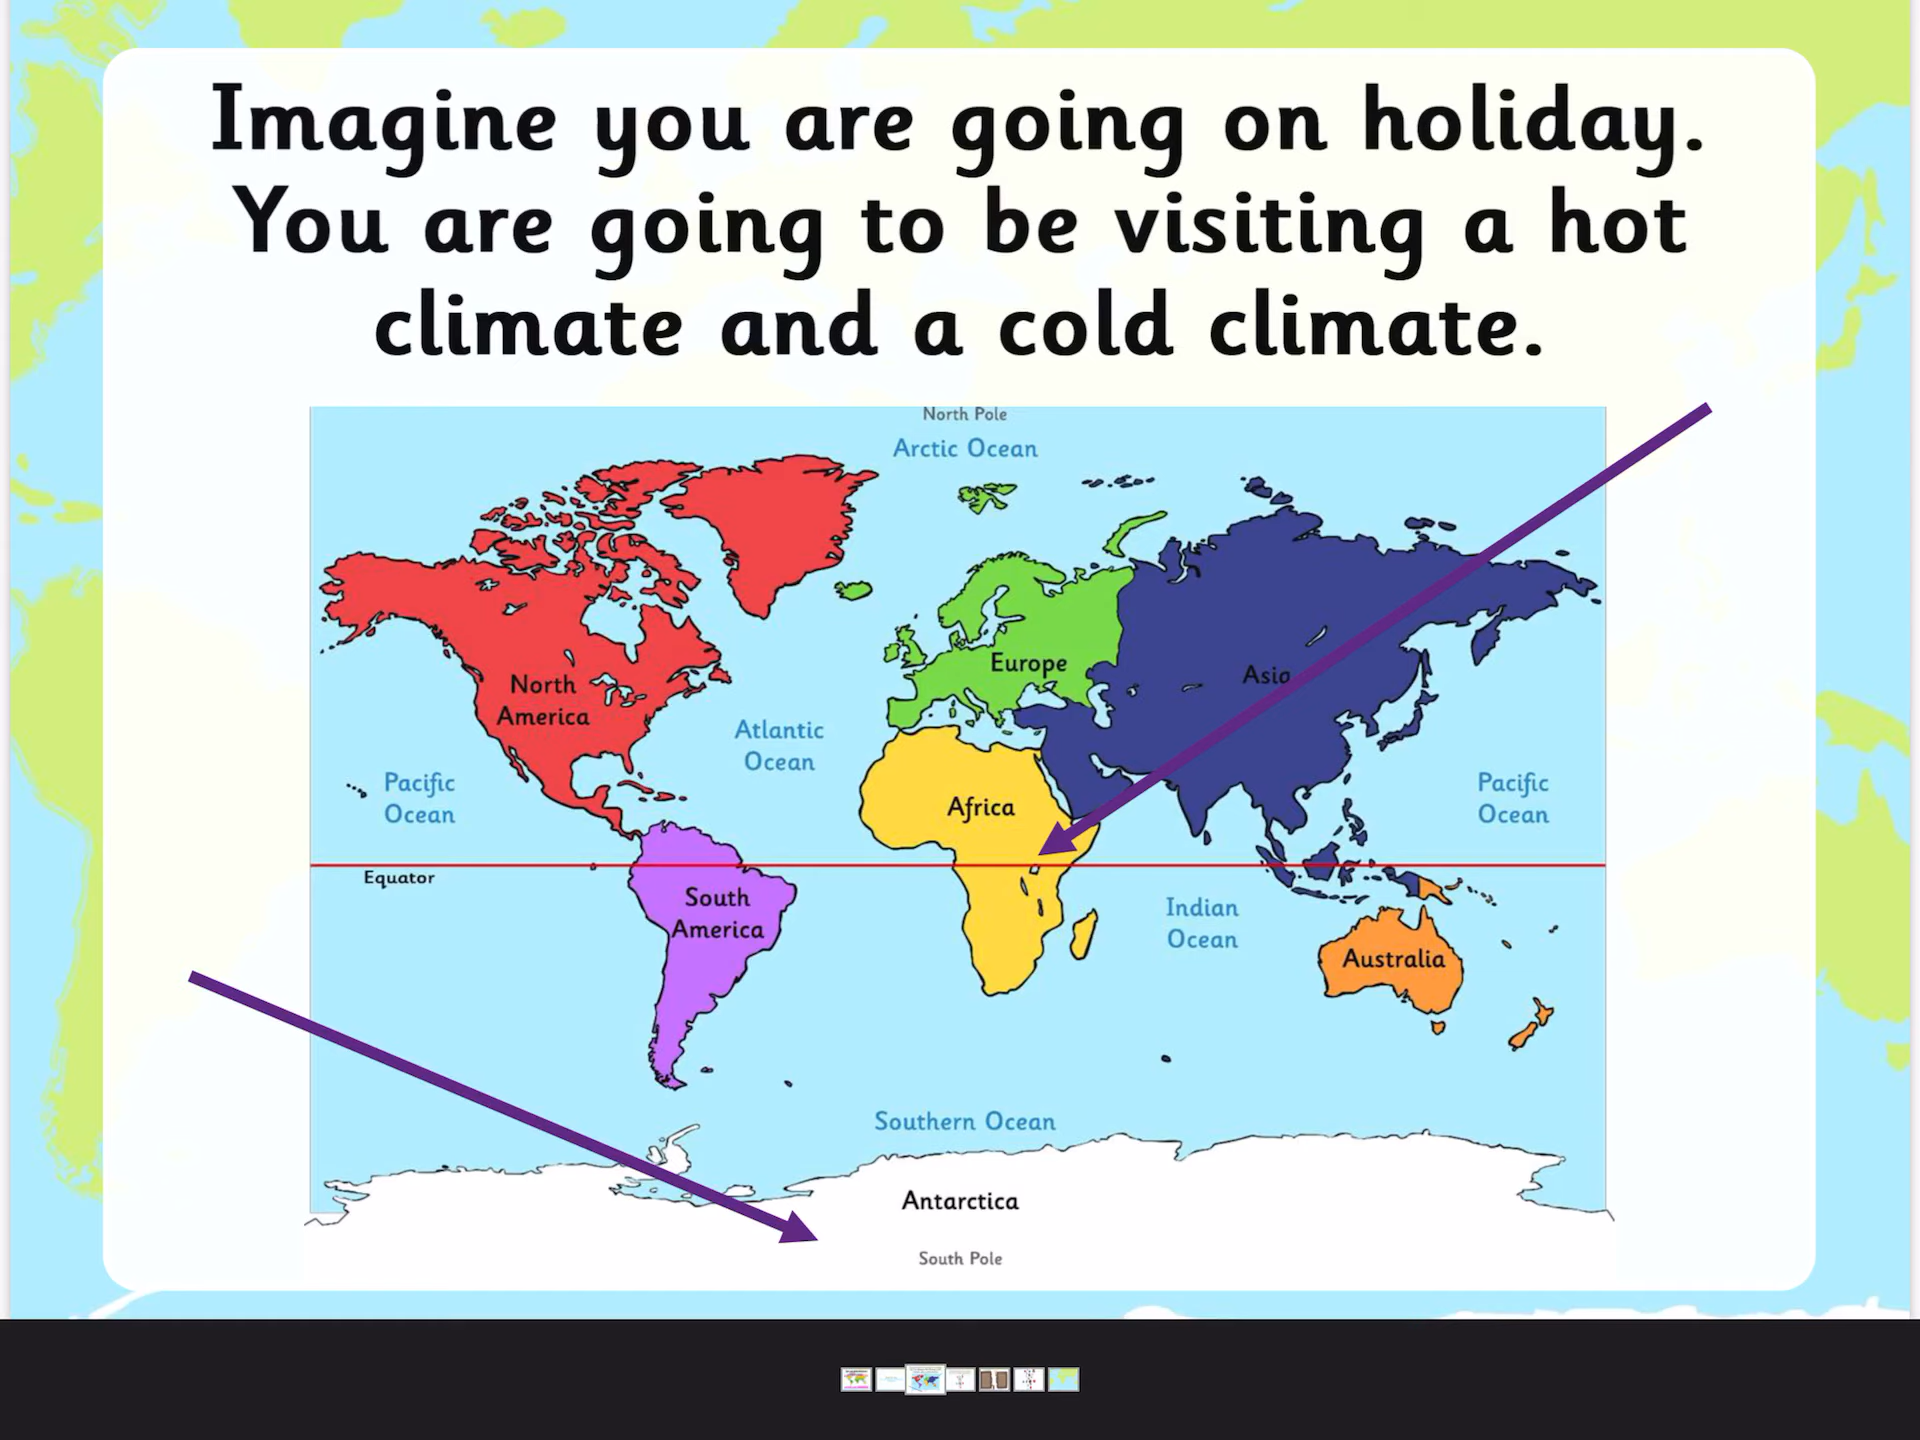 Imagine you are going on holiday.
You are going to be visiting a hot
climate and a cold climate.
North Pole
Arctic Ocean
Europe
Asia
North
America
Atlantic
Ocean
Pacific
Ocean
Pacific
Ocean
Africa
Equator
South
America
Indian
Ocean
Australia
Southern Ocean
Antarctica
South Pole